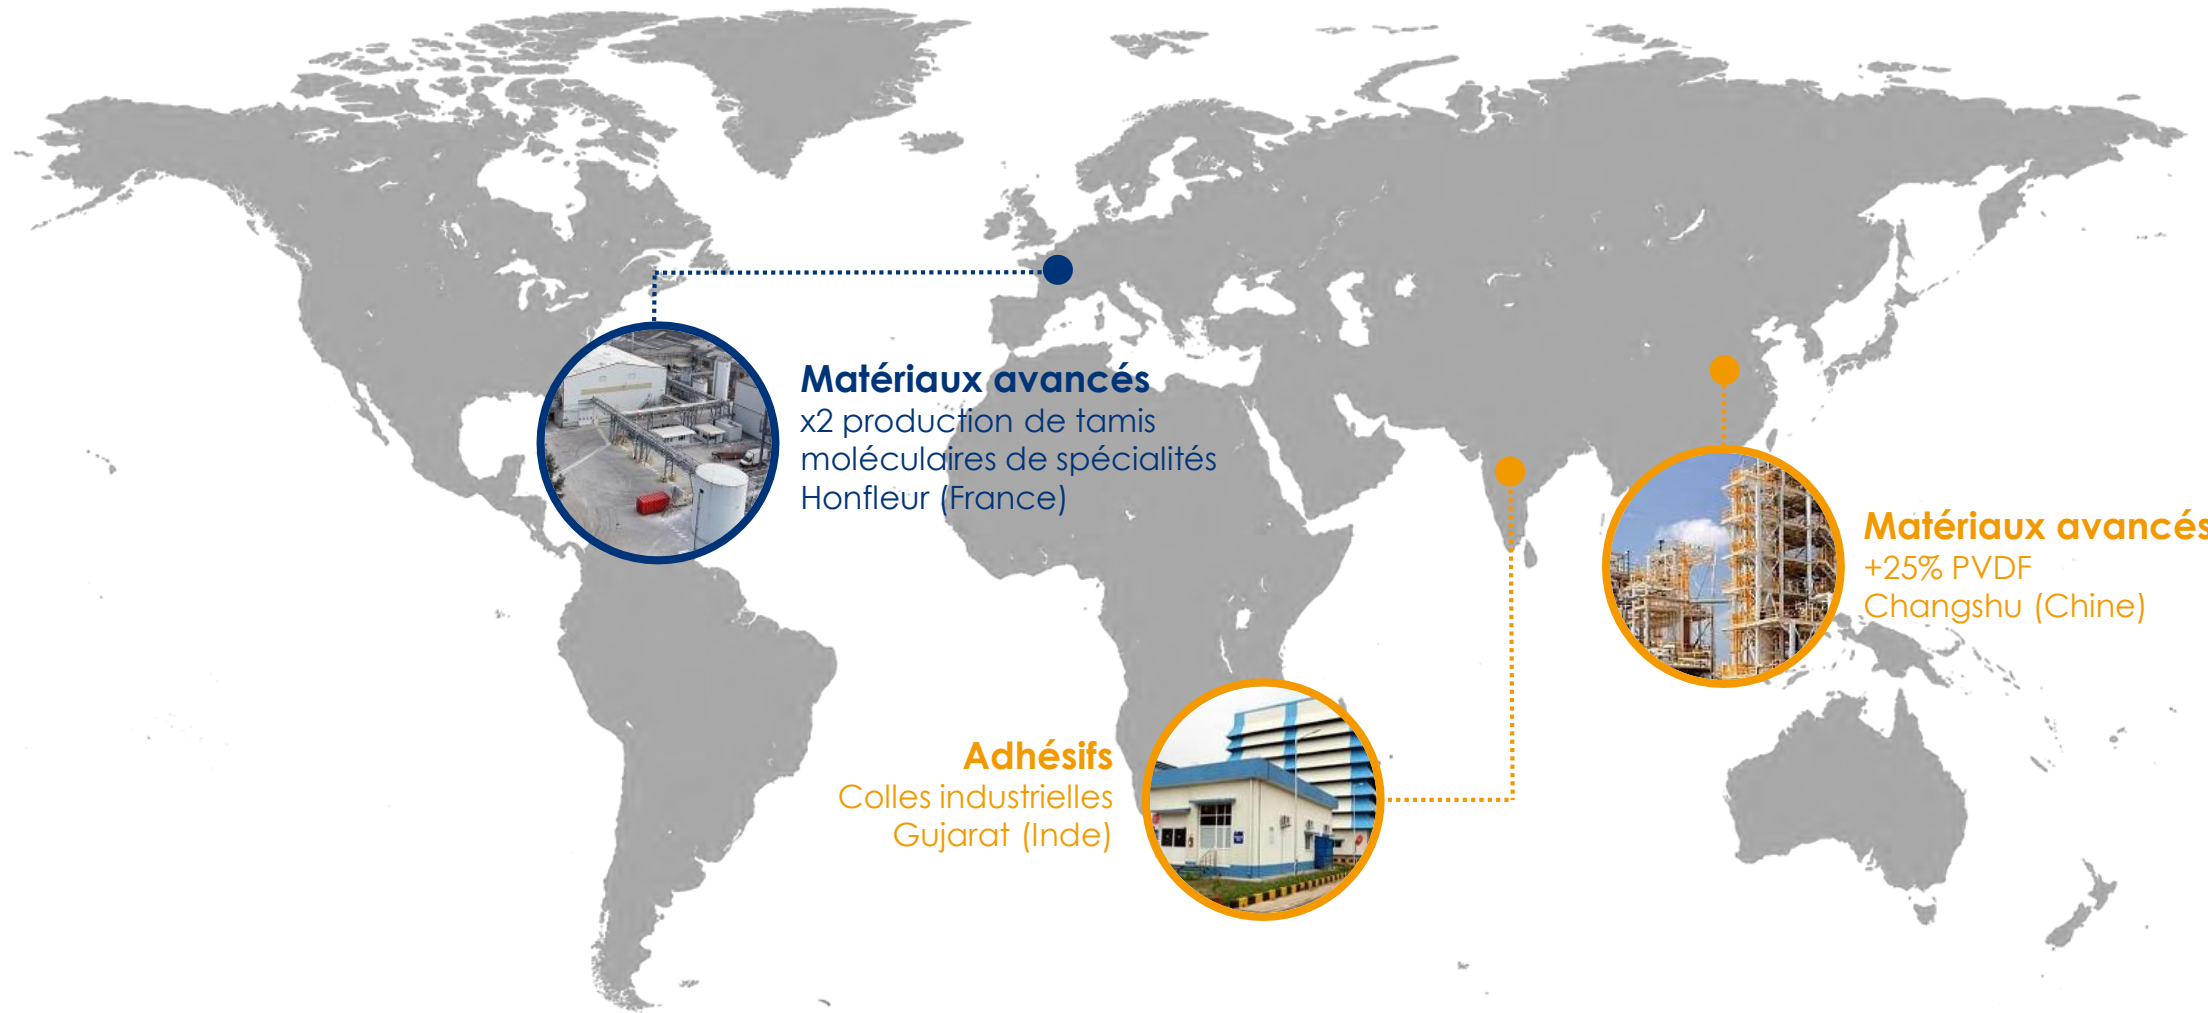 Matériaux avancés
x2 production de tamis
moléculaires de spécialités
Honfleur (France)
Matériaux avancés
+25% PVDF
Changshu (Chine)
Adhésifs
Colles industrielles
Gujarat (Inde)